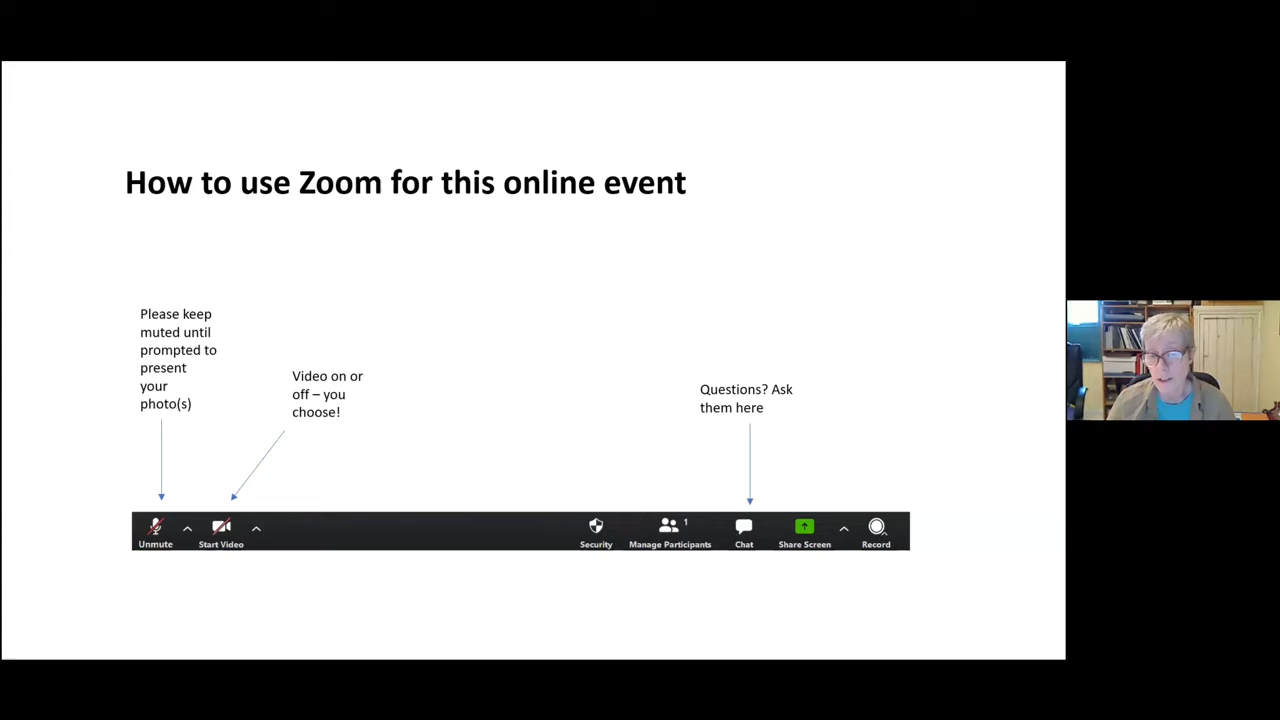 How to use Zoom for this online event
Please keep
muted until
prompted to
present
your
photo(s)
Video on or
off – you
choose!
Questions? Ask
them here
Unmute
Start Video
Security
Manage Participants
1
Chat
Share Screen
Record